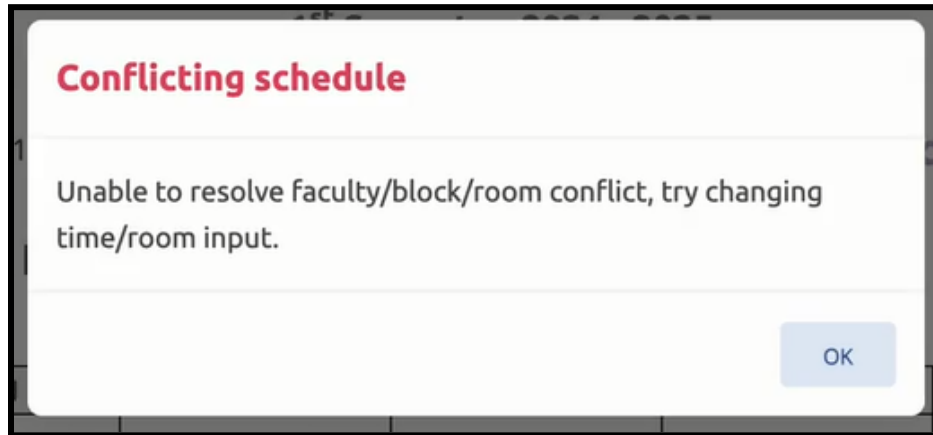 Conflicting schedule
Unable to resolve faculty/block/room conflict, try changing
time/room input.
OK